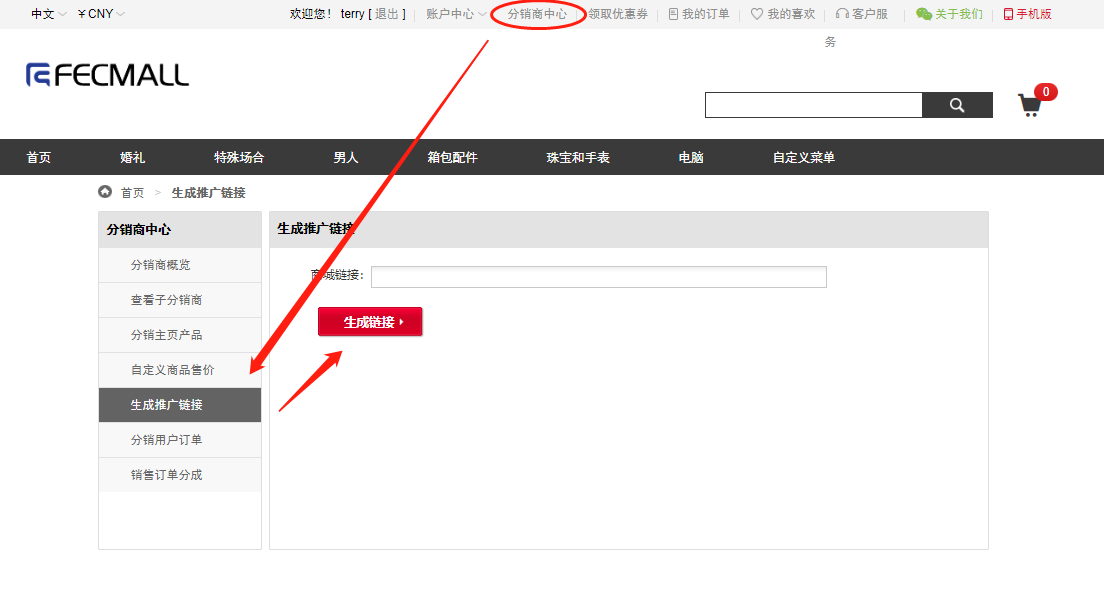 中文 ￥CNY 欢迎您！ terry [ 退出 ] 账户中心 分销商中心 领取优惠券 我的订单 我的喜欢 客户服 关于我们 手机版
务
FECMALL
0
首页 婚礼 特殊场合 男人 箱包配件 珠宝和手表 电脑 自定义菜单
首页 > 生成推广链接
分销商中心
分销商概览
查看子分销商
分销主页产品
自定义商品售价
生成推广链接
分销用户订单
销售订单分成
生成推广链接
商城链接:
生成链接